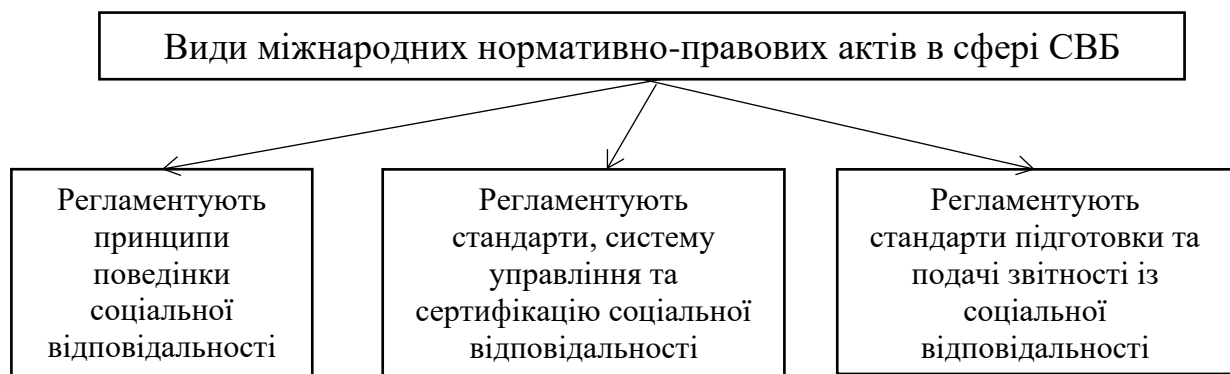 Види міжнародних нормативно-правових актів в сфері СВБ
Регламентують
принципи
поведінки
соціальної
відповідальності
Регламентують
стандарти, систему
управління та
сертифікацію соціальної
відповідальності
Регламентують
стандарти підготовки та
подачі звітності із
соціальної
відповідальності